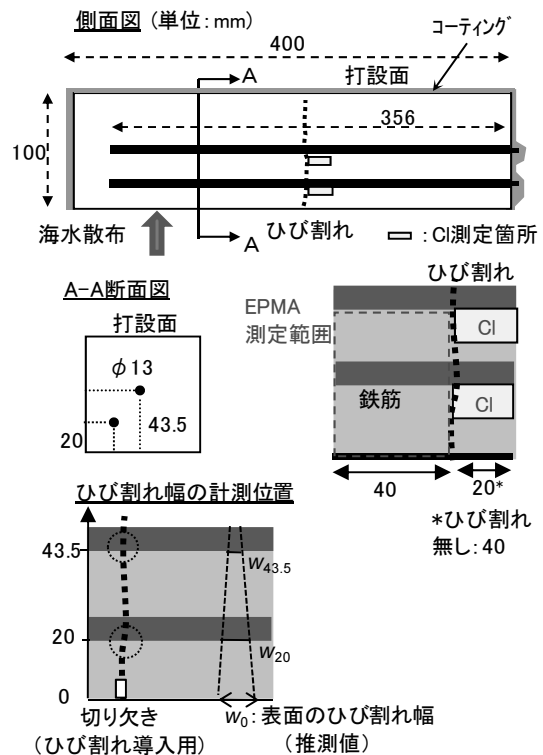 側面図 (単位:mm)
コーティング
400
A
打設面
356
100
海水散布
A
ひび割れ
:Cl測定箇所
A-A断面図
打設面
φ13
20
43.5
ひび割れ
EPMA
測定範囲
Cl
鉄筋
Cl
40
20*
*ひび割れ
無し:40
ひび割れ幅の計測位置
43.5
w43.5
20
w20
0
切り欠き
(ひび割れ導入用)
w0:表面のひび割れ幅
(推測値)